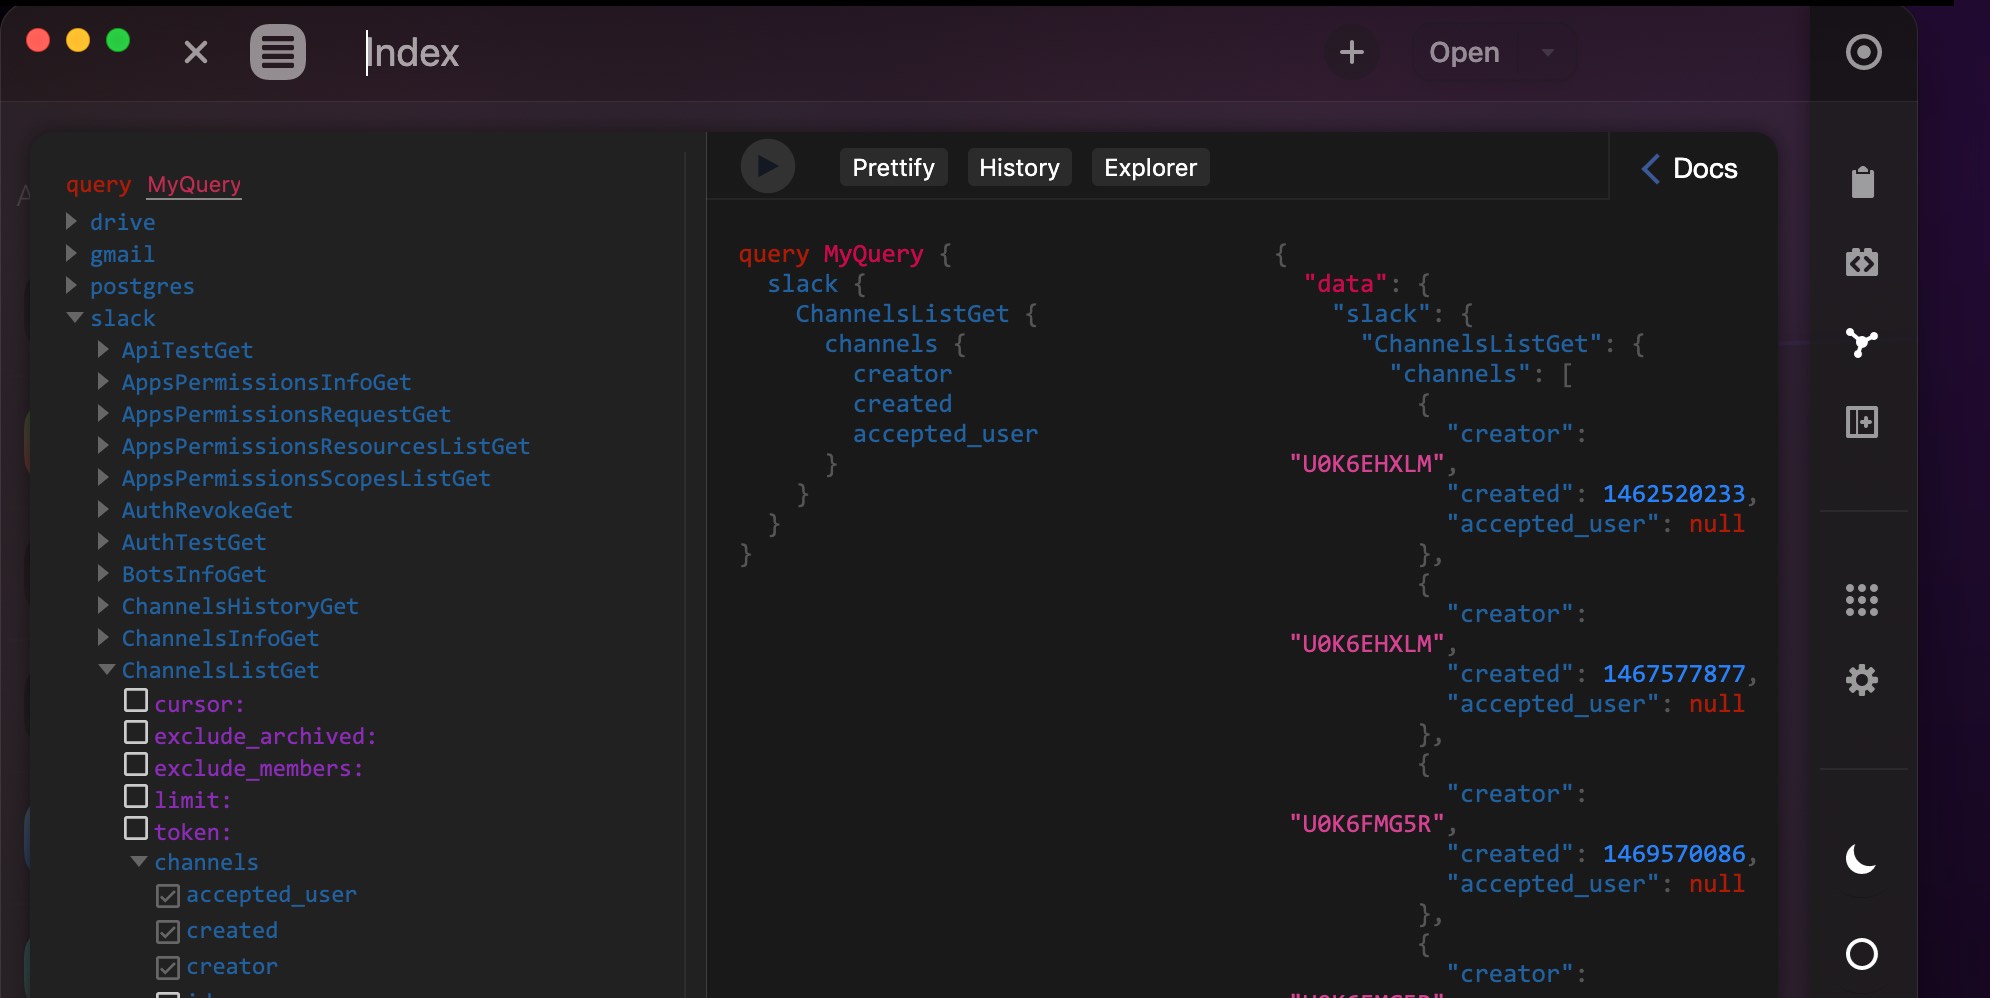 Index
Open
query MyQuery
drive
gmail
postgres
slack
ApiTestGet
AppsPermissionsInfoGet
AppsPermissionsRequestGet
AppsPermissionsResourcesListGet
AppsPermissionsScopesListGet
AuthRevokeGet
AuthTestGet
BotsInfoGet
ChannelsHistoryGet
ChannelsInfoGet
ChannelsListGet
cursor:
exclude_archived:
exclude_members:
limit:
token:
channels
accepted_user
created
creator
Prettify History Explorer
Docs
query MyQuery {
slack {
ChannelsListGet {
channels {
creator
created
accepted_user
}
}
}
}
{
"data": {
"slack": {
"ChannelsListGet": {
"channels": [
{
"creator":
"U0K6EHXLM",
"created": 1462520233,
"accepted_user": null
},
{
"creator":
"U0K6EHXLM",
"created": 1467577877,
"accepted_user": null
},
{
"creator":
"U0K6FMG5R",
"created": 1469570086,
"accepted_user": null
},
{
"creator":